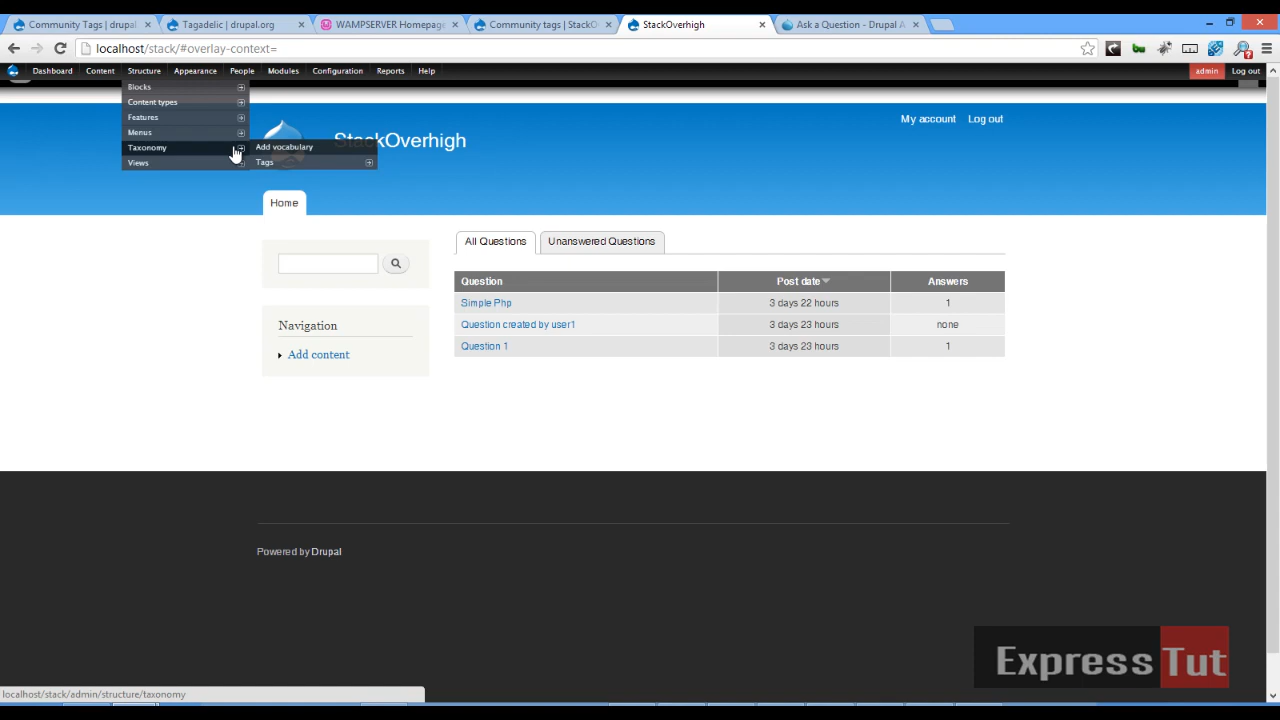 Community Tags | drupal
Tagadelic | drupal.org
WAMPSERVER Homepage
Community tags | StackO
StackOverhigh
Ask a Question - Drupal A
localhost/stack/#overlay-context=
Dashboard Content Structure Appearance People Modules Configuration Reports Help admin Log out
Blocks
Content types
Features
Menus
Taxonomy
Views
Add vocabulary
Tags
StackOverhigh
My account Log out
Home
All Questions Unanswered Questions
Question Post date Answers
Simple Php 3 days 22 hours 1
Question created by user1 3 days 23 hours none
Question 1 3 days 23 hours 1
Navigation
Add content
Powered by Drupal
Express Tut
localhost/stack/admin/structure/taxonomy